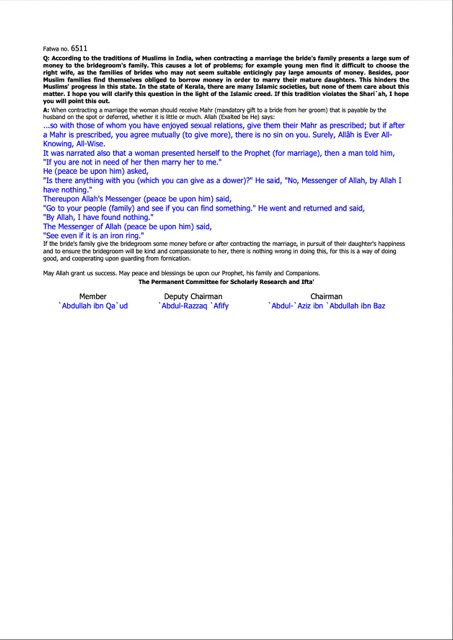 Fatwa no. 6511
Q: According to the traditions of Muslims in India, when contracting a marriage the bride's family presents a large sum of
money to the bridegroom's family. This causes a lot of problems; for example young men find it difficult to choose the
right wife, as the families of brides who may not seem suitable enticingly pay large amounts of money. Besides, poor
Muslim families find themselves obliged to borrow money in order to marry their mature daughters. This hinders the
Muslims' progress in this state. In the state of Kerala, there are many Islamic societies, but none of them care about this
matter. I hope you will clarify this question in the light of the Islamic creed. If this tradition violates the Shari`ah, I hope
you will point this out.
A: When contracting a marriage the woman should receive Mahr (mandatory gift to a bride from her groom) that is payable by the
husband on the spot or deferred, whether it is little or much. Allah (Exalted be He) says:
...so with those of whom you have enjoyed sexual relations, give them their Mahr as prescribed; but if after
a Mahr is prescribed, you agree mutually (to give more), there is no sin on you. Surely, Allâh is Ever All-
Knowing, All-Wise.
It was narrated also that a woman presented herself to the Prophet (for marriage), then a man told him,
"If you are not in need of her then marry her to me."
He (peace be upon him) asked,
"Is there anything with you (which you can give as a dower)?" He said, "No, Messenger of Allah, by Allah I
have nothing."
Thereupon Allah's Messenger (peace be upon him) said,
"Go to your people (family) and see if you can find something." He went and returned and said,
"By Allah, I have found nothing."
The Messenger of Allah (peace be upon him) said,
"See even if it is an iron ring."
If the bride's family give the bridegroom some money before or after contracting the marriage, in pursuit of their daughter's happiness
and to ensure the bridegroom will be kind and compassionate to her, there is nothing wrong in doing this, for this is a way of doing
good, and cooperating upon guarding from fornication.
May Allah grant us success. May peace and blessings be upon our Prophet, his family and Companions.
The Permanent Committee for Scholarly Research and Ifta'
Member Deputy Chairman Chairman
`Abdullah ibn Qa`ud `Abdul-Razzaq `Afify `Abdul-`Aziz ibn `Abdullah ibn Baz